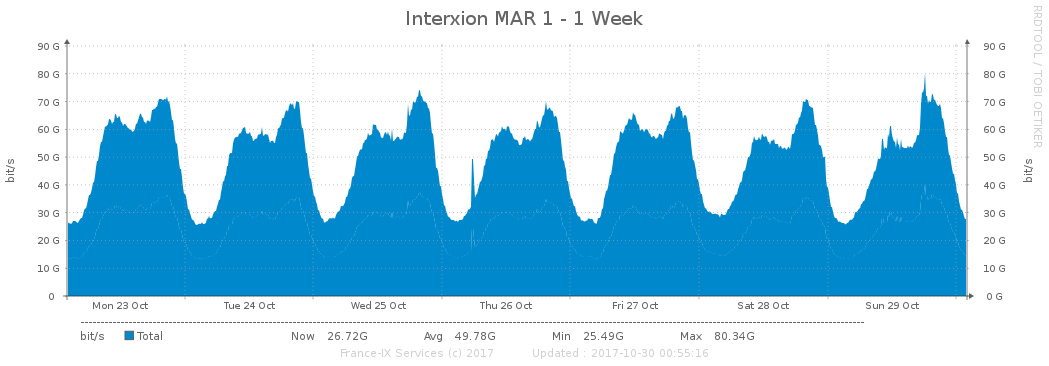 Interxion MAR 1 - 1 Week
RRDTOOL / TOBI OETIKER
90 G 90 G
80 G 80 G
70 G 70 G
60 G 60 G
50 G 50 G
40 G 40 G
30 G 30 G
20 G 20 G
10 G 10 G
0 0 G
bit/s bit/s
Mon 23 Oct Tue 24 Oct Wed 25 Oct Thu 26 Oct Fri 27 Oct Sat 28 Oct Sun 29 Oct
bit/s Total Now 26.72G Avg 49.78G Min 25.49G Max 80.34G
France-IX Services (c) 2017 Updated : 2017-10-30 00:55:16